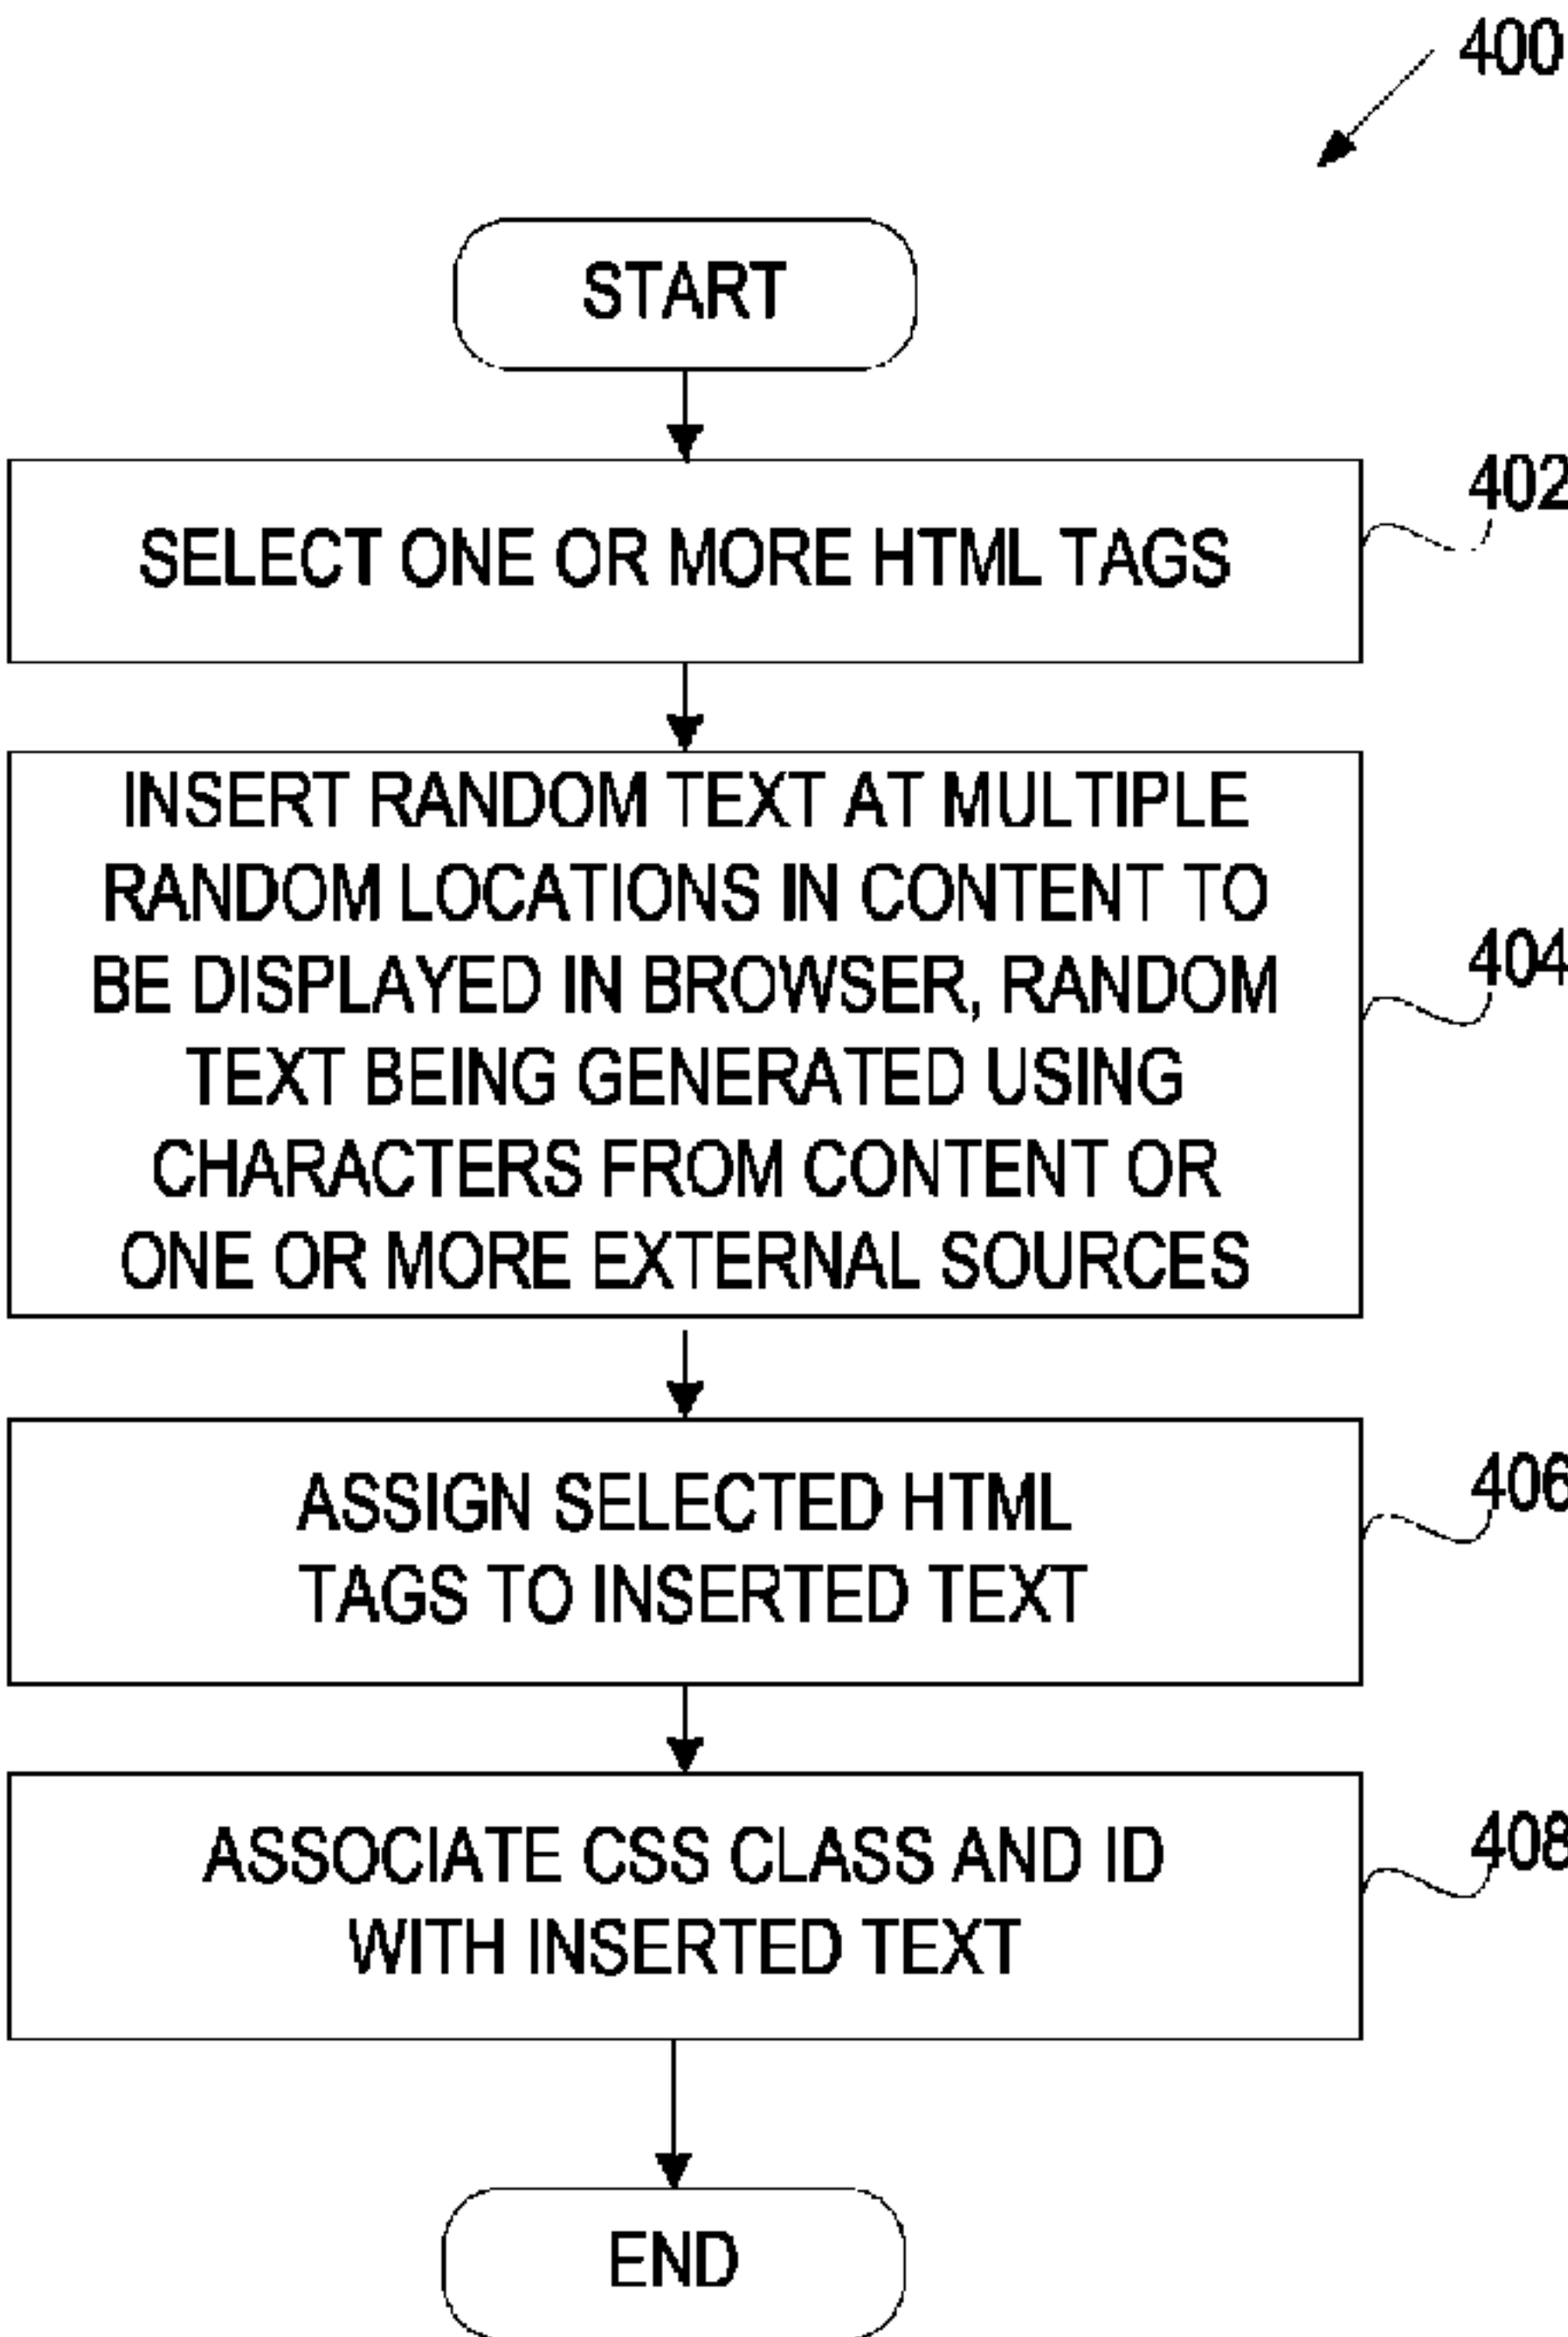 400
START
402
SELECT ONE OR MORE HTML TAGS
INSERT RANDOM TEXT AT MULTIPLE
RANDOM LOCATIONS IN CONTENT TO
BE DISPLAYED IN BROWSER, RANDOM
404
TEXT BEING GENERATED USING
CHARACTERS FROM CONTENT OR
ONE OR MORE EXTERNAL SOURCES
406
ASSIGN SELECTED HTML
TAGS TO INSERTED TEXT
408
ASSOCIATE CSS CLASS AND ID
WITH INSERTED TEXT
END